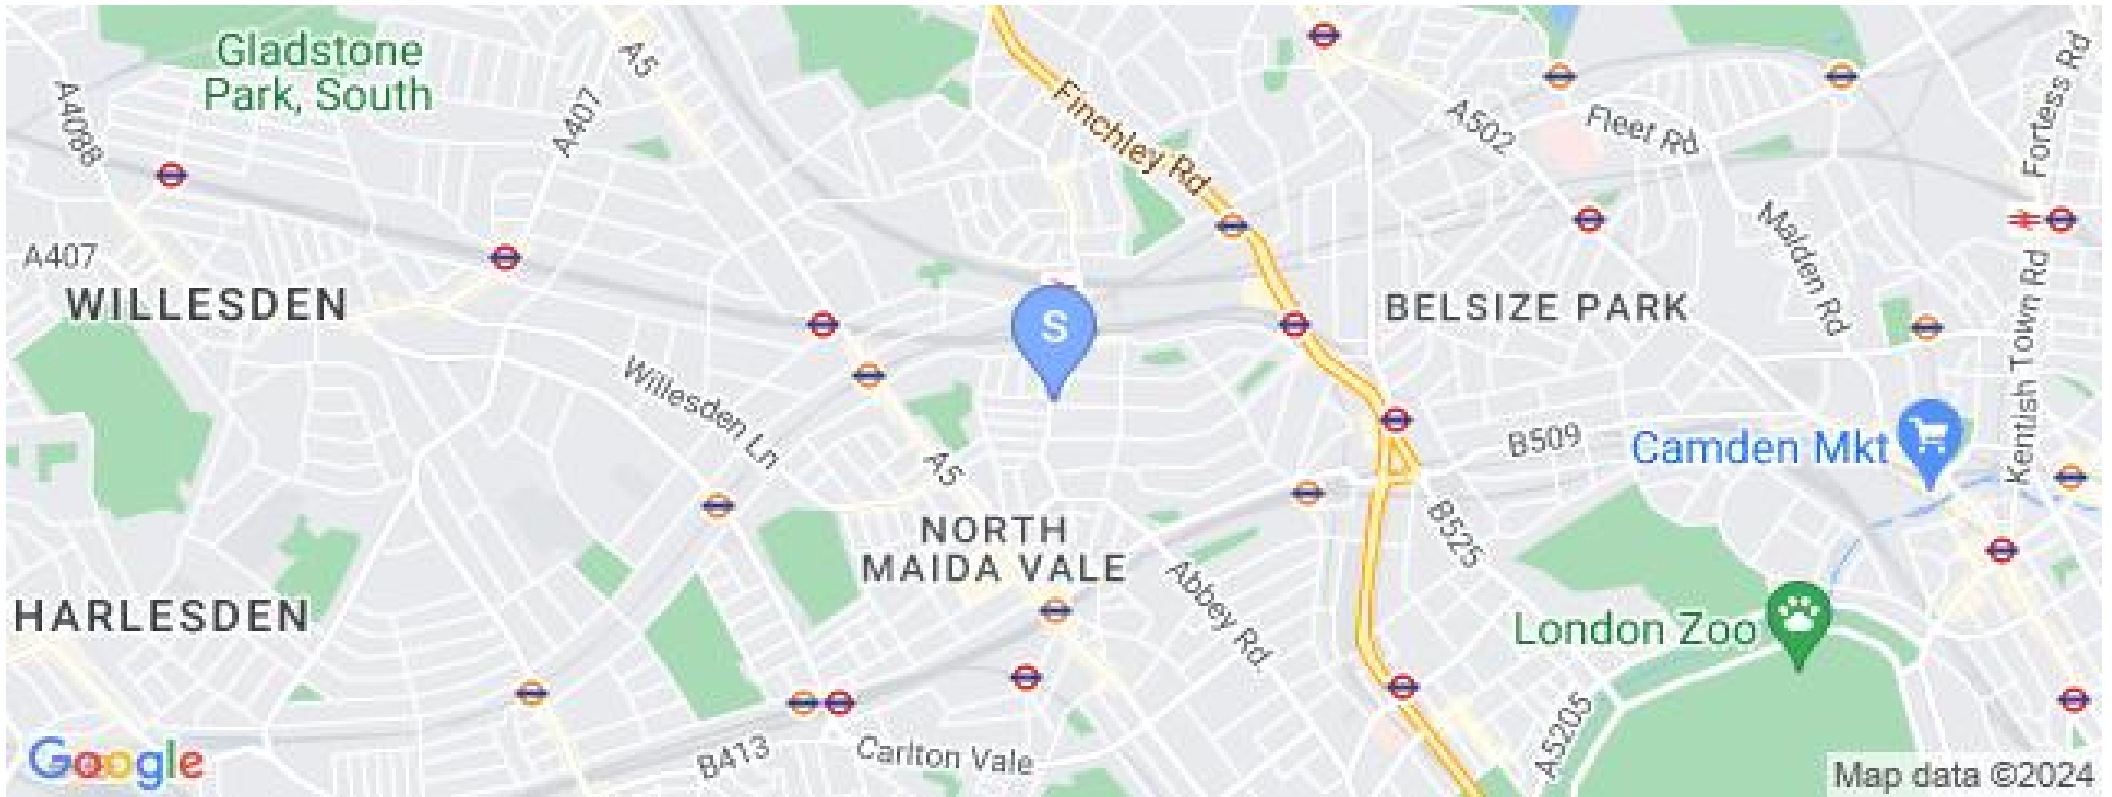 Gladstone
Park, South
A5
A407
A4088
Finchley Rd
A502
Fleet Rd
Fortess Rd
A407
WILLESDEN
Malden Rd
S
BELSIZE PARK
Kentish Town Rd
Willesden Ln
A5
B509
Camden Mkt
NORTH
MAIDA VALE
B525
Abbey Rd
HARLESDEN
London Zoo
A5205
B413
Carlton Vale
Google
Map data ©2024